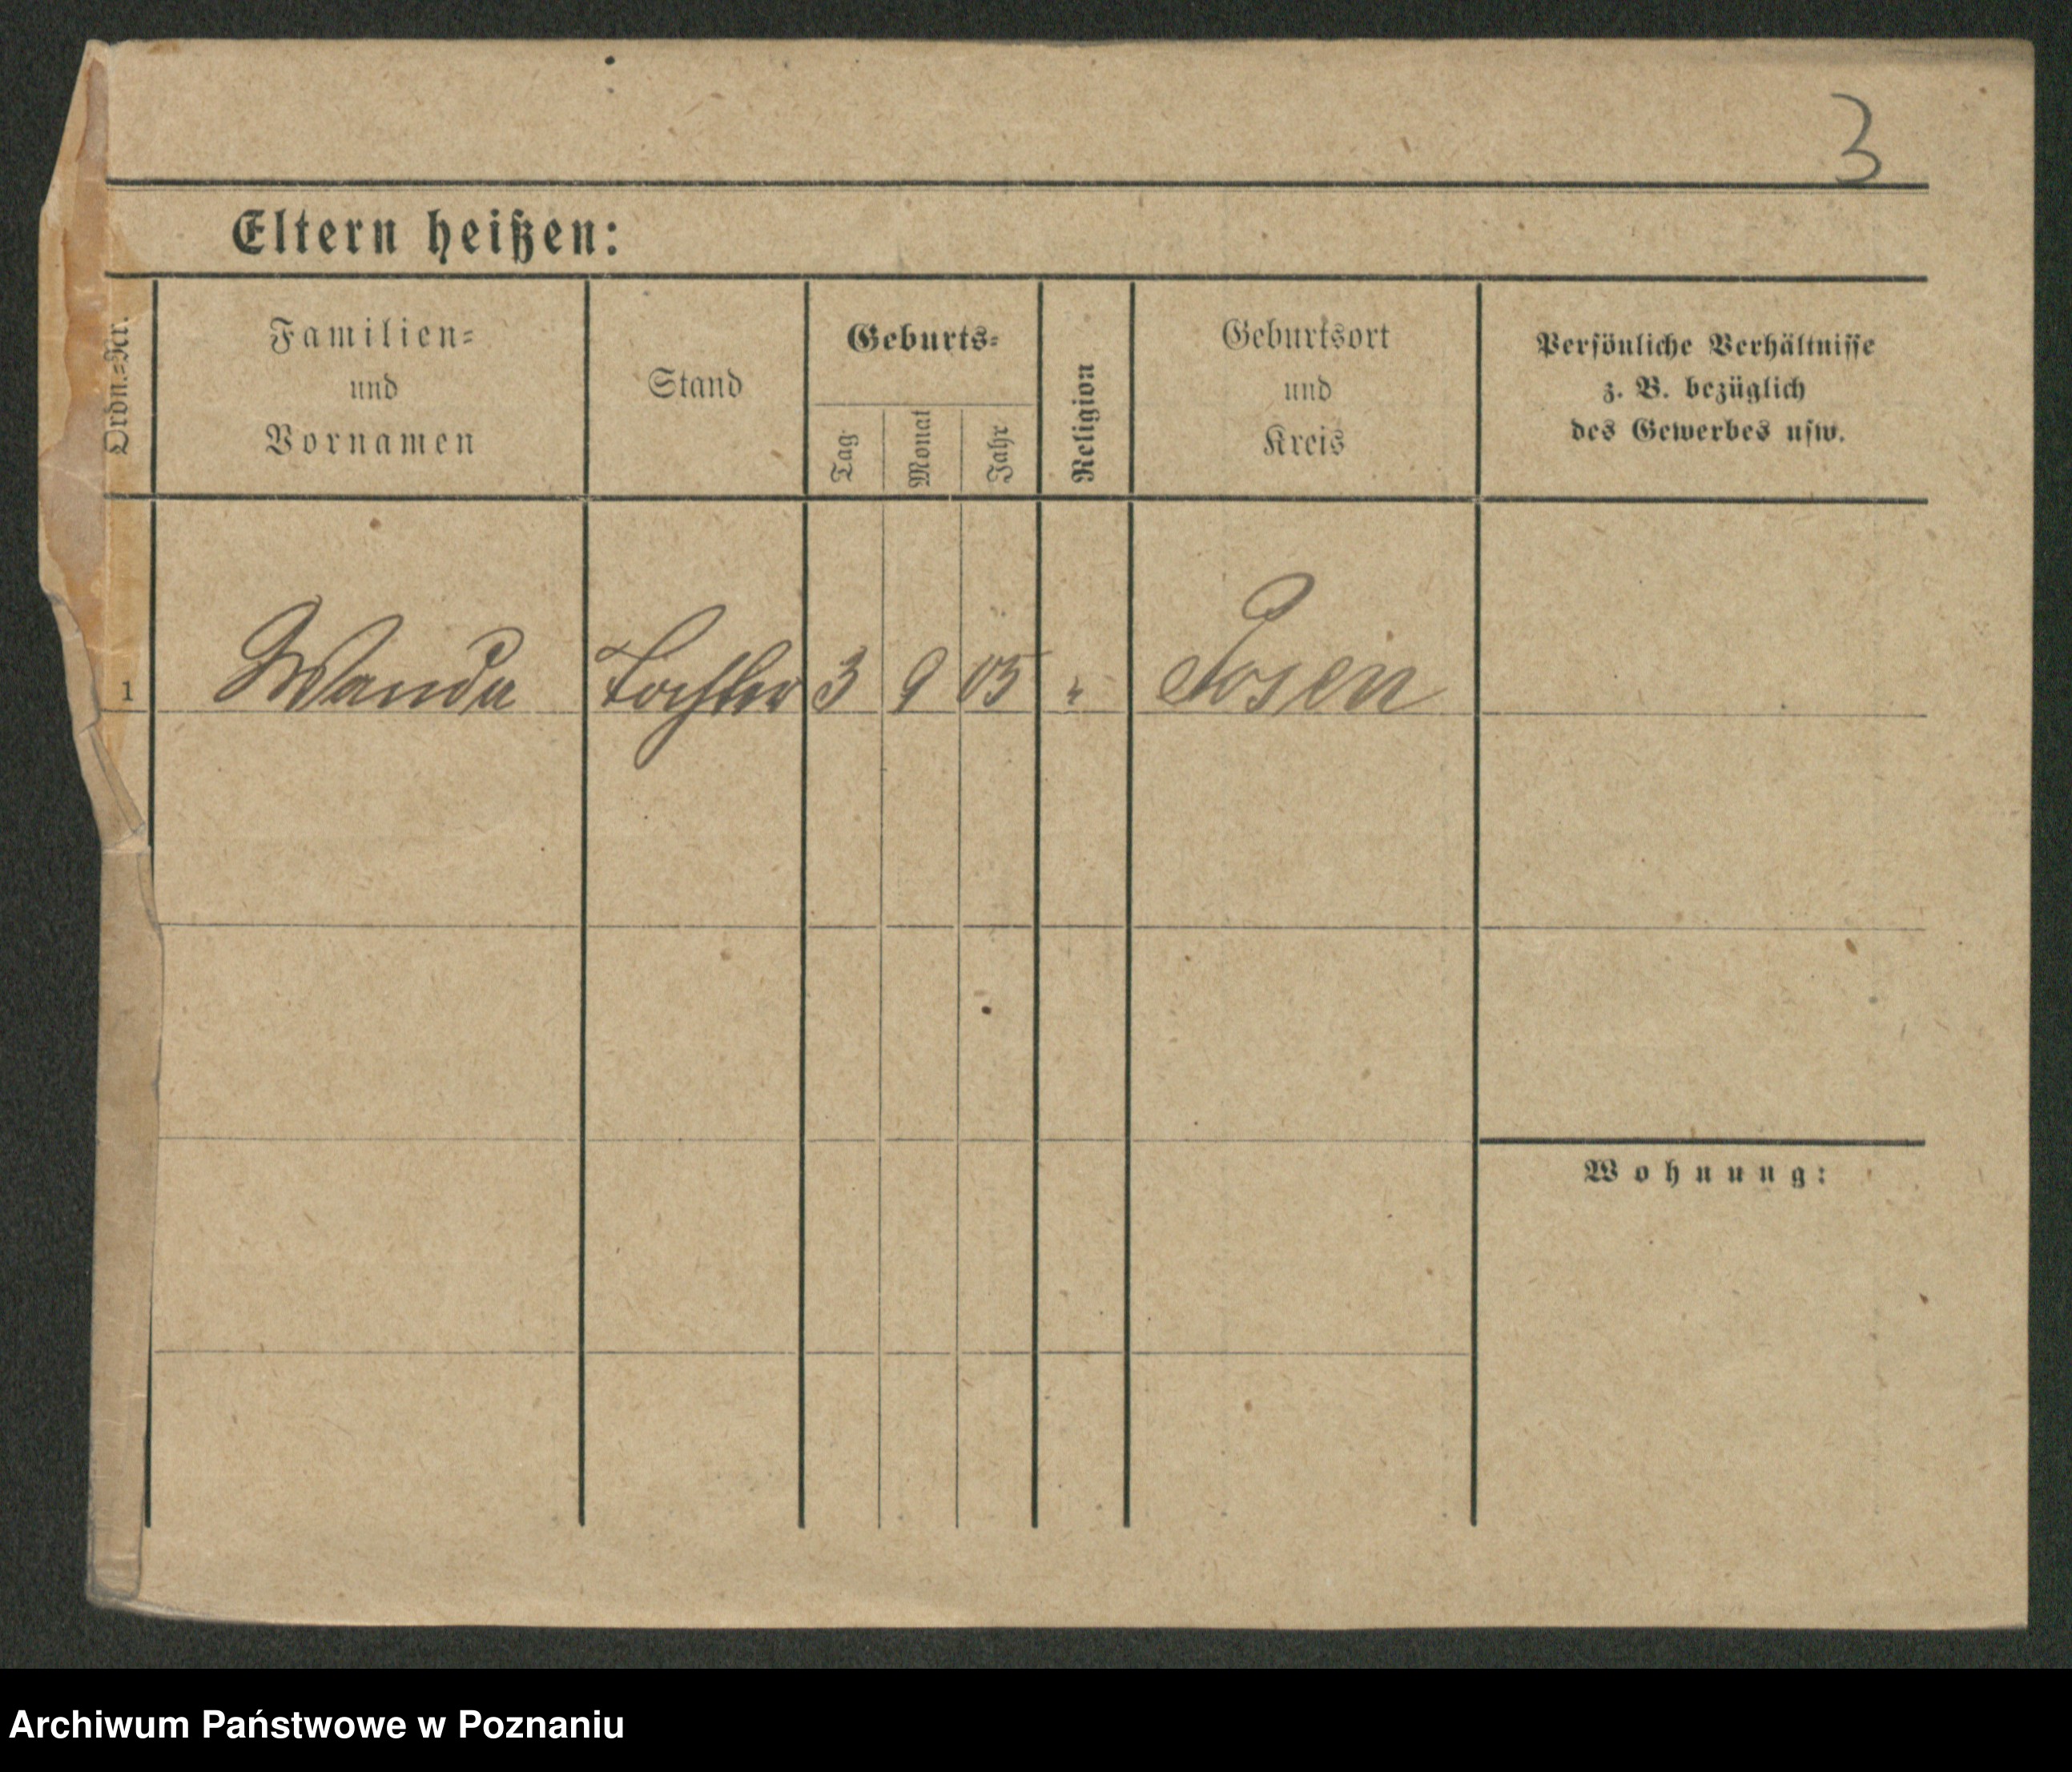 3
Eltern heißen:
Ordn.-Nr.
Familien-
und
Vornamen
Stand
Geburts-
Tag
Monat
Jahr
Religion
Geburtsort
und
Kreis
Persönliche Verhältnisse
z. B. bezüglich
des Gewerbes usw.
1 Wanda Tochter 3 9 05 " Posen
Wohnung:
Archiwum Państwowe w Poznaniu